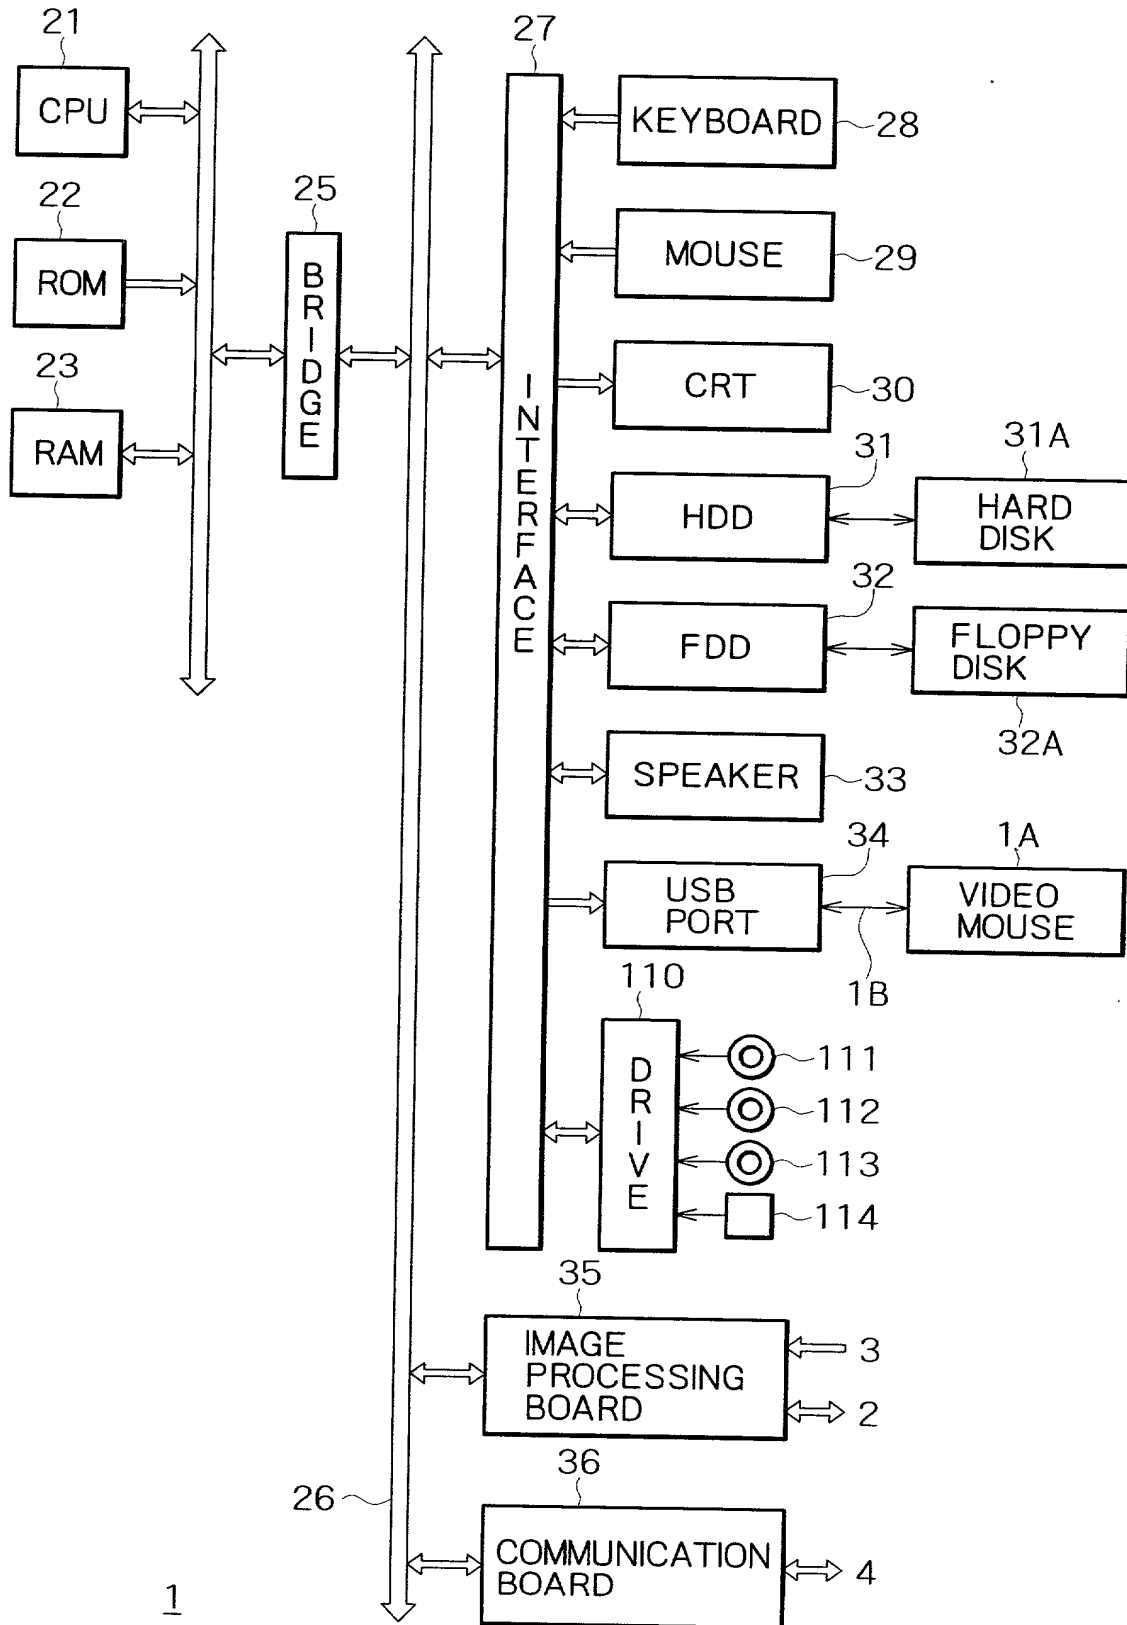 21
CPU
22
ROM
23
RAM
25
BRIDGE
27
INTERFACE
KEYBOARD
28
MOUSE
29
CRT
30
31
HDD
31A
HARD
DISK
32
FDD
FLOPPY
DISK
32A
SPEAKER
33
34
USB
PORT
1A
VIDEO
MOUSE
1B
110
DRIVE
111
112
113
114
35
IMAGE
PROCESSING
BOARD
3
2
26
36
COMMUNICATION
BOARD
4
1